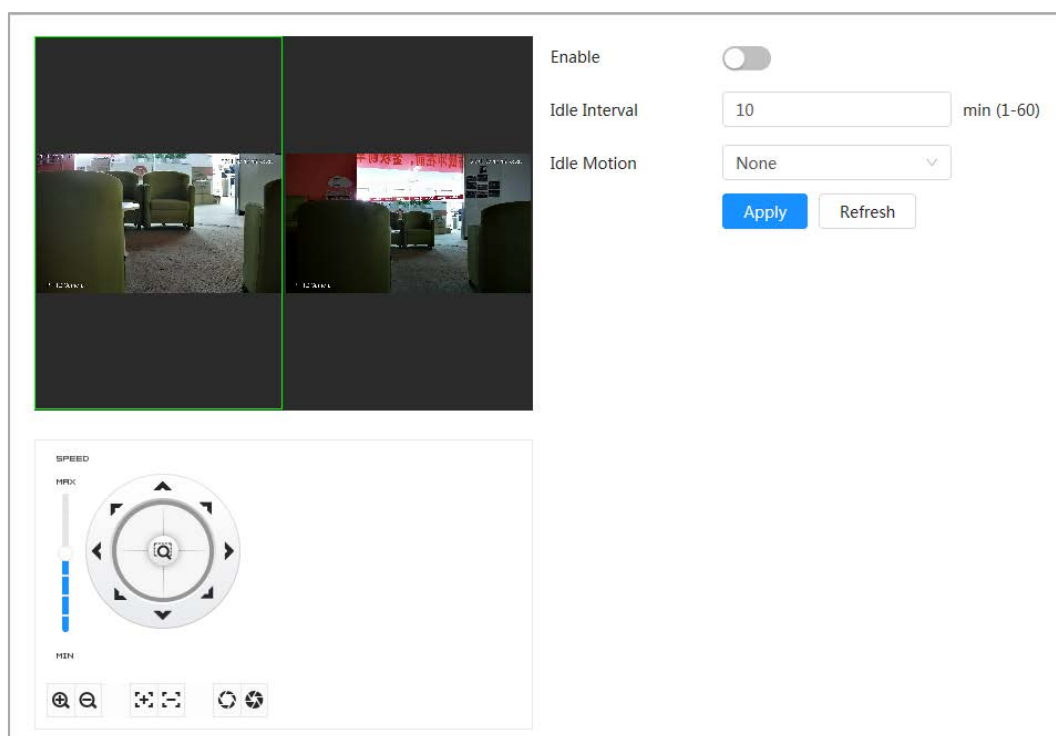 Enable
Idle Interval
10
min (1-60)
Idle Motion
None
Apply
Refresh
SPEED
MAX
MIN